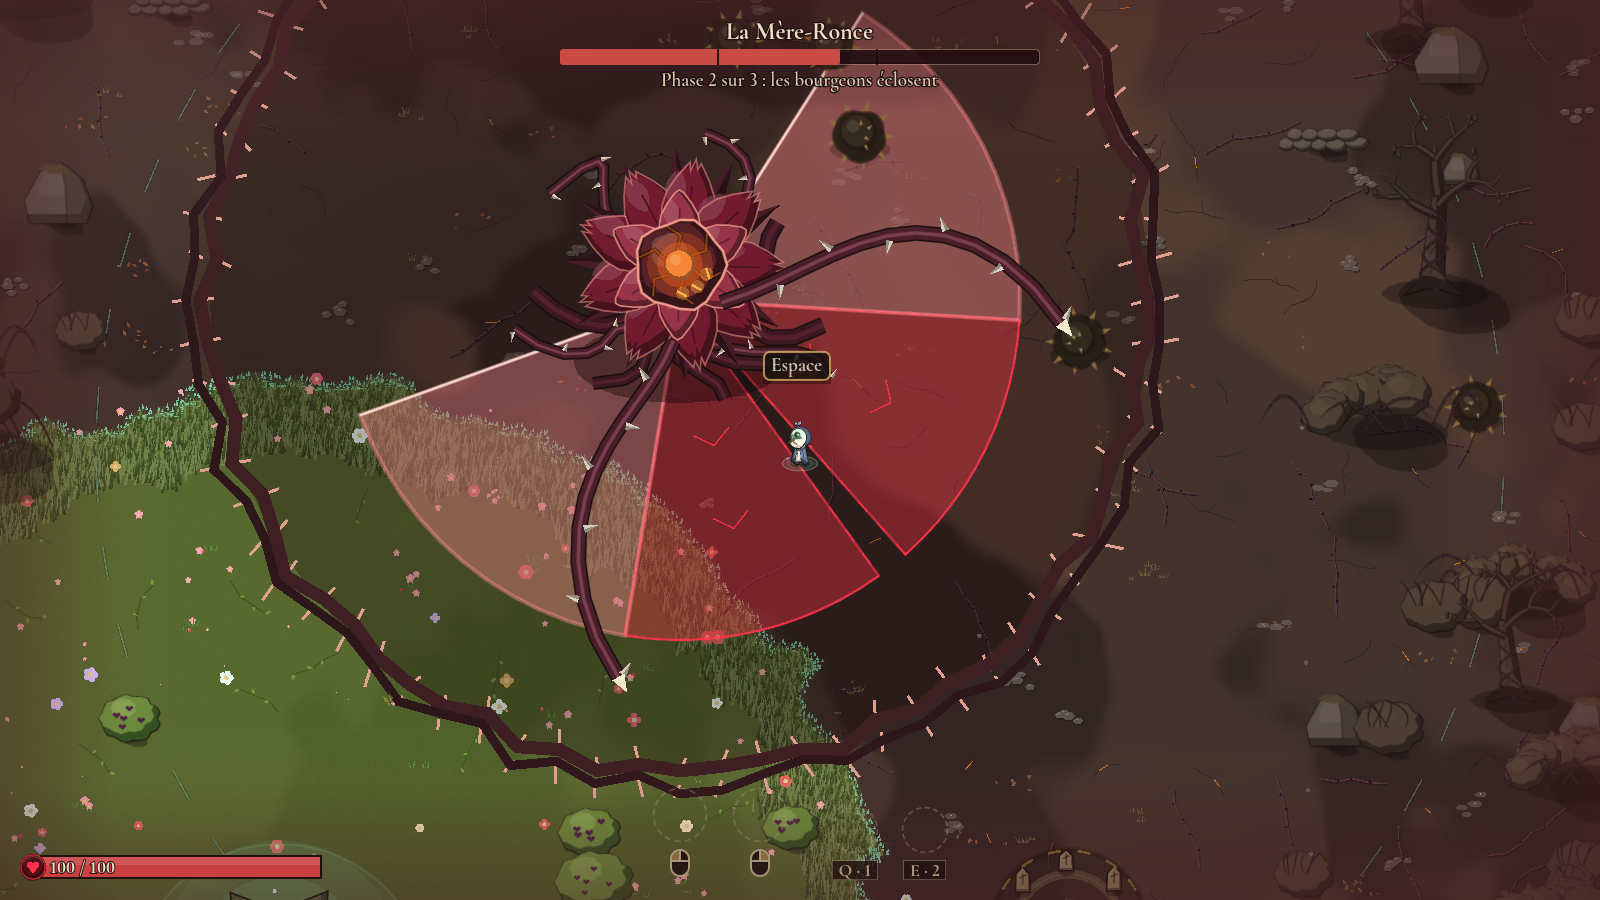 La Mère-Ronce
Phase 2 sur 3 : les bourgeons éclosent
Espace
100 / 100
Q · 1
E · 2